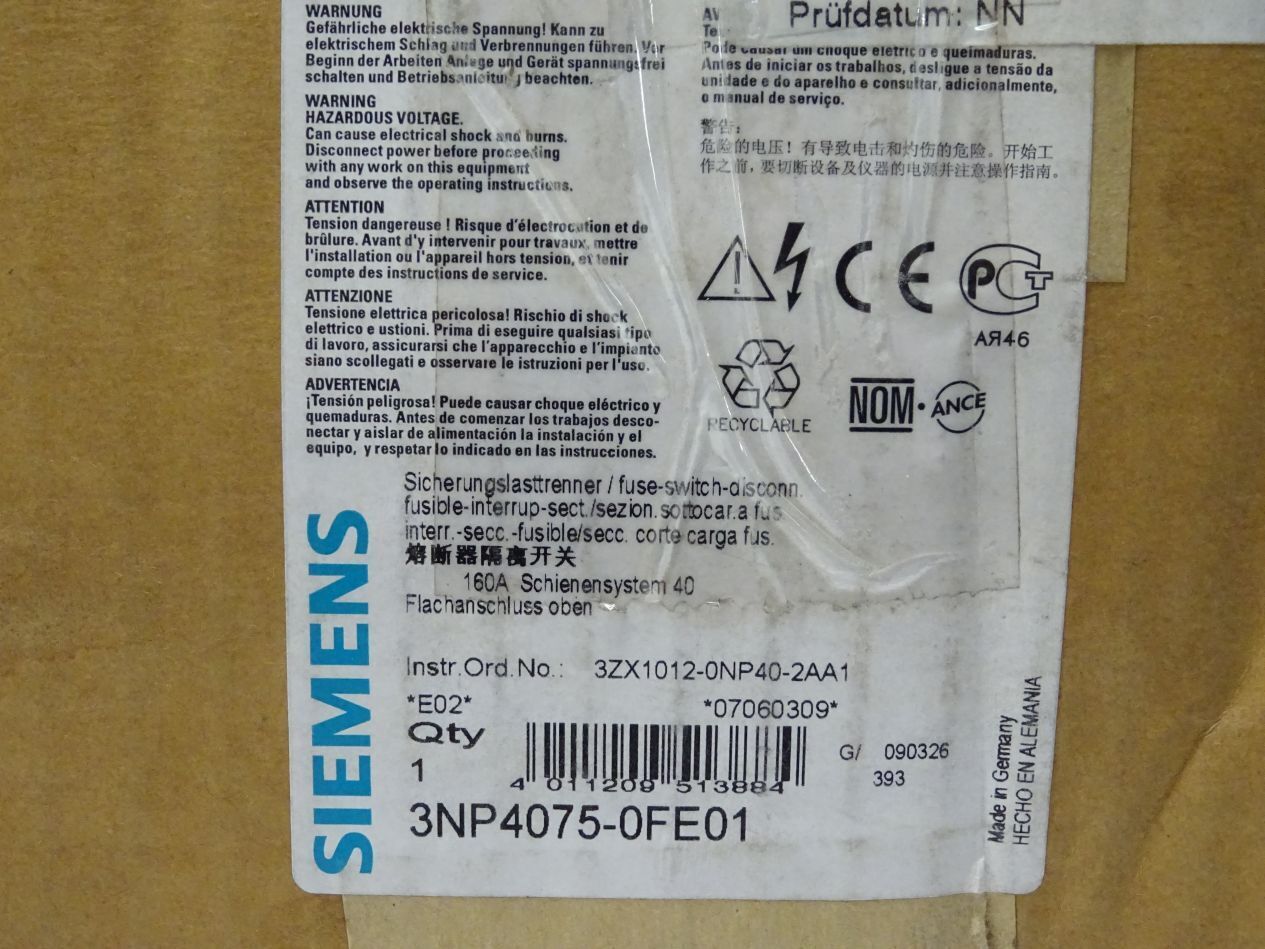 WARNUNG
Gefährliche elektrische Spannung! Kann zu
elektrischem Schlag und Verbrennungen führen. Vor
Beginn der Arbeiten Anlage und Gerät spannungsfrei
schalten und Betriebsanleitung beachten.
WARNING
HAZARDOUS VOLTAGE.
Can cause electrical shock and burns.
Disconnect power before proceeding
with any work on this equipment
and observe the operating instructions.
ATTENTION
Tension dangereuse ! Risque d'électrocution et de
brûlure. Avant d'y intervenir pour travaux, mettre
l'installation ou l'appareil hors tension, et tenir
compte des instructions de service.
ATTENZIONE
Tensione elettrica pericolosa! Rischio di shock
elettrico e ustioni. Prima di eseguire qualsiasi tipo
di lavoro, assicurarsi che l'apparecchio e l'impianto
siano scollegati e osservare le istruzioni per l'uso.
ADVERTENCIA
¡Tensión peligrosa! Puede causar choque eléctrico y
quemaduras. Antes de comenzar los trabajos desco-
nectar y aislar de alimentación la instalación y el
equipo, y respetar lo indicado en las instrucciones.
Prüfdatum: NN
Pode causar um choque elétrico e queimaduras.
Antes de iniciar os trabalhos, desligue a tensão da
unidade e do aparelho e consultar, adicionalmente,
o manual de serviço.
警告:
危险的电压！有导致电击和灼伤的危险。开始工
作之前，要切断设备及仪器的电源并注意操作指南。
CE
PCT
АЯ46
RECYCLABLE
NOM · ANCE
Sicherungslasttrenner / fuse-switch-disconn.
fusible-interrup-sect./sezion.sottocar.a fus
interr.-secc.-fusible/secc. corte carga fus.
熔断器隔离开关
160A Schienensystem 40
Flachanschluss oben
SIEMENS
Instr.Ord.No.: 3ZX1012-0NP40-2AA1
*E02* *07060309*
Qty
1
4 011209 513884
G/ 090326
393
3NP4075-0FE01
Made in Germany
HECHO EN ALEMANIA